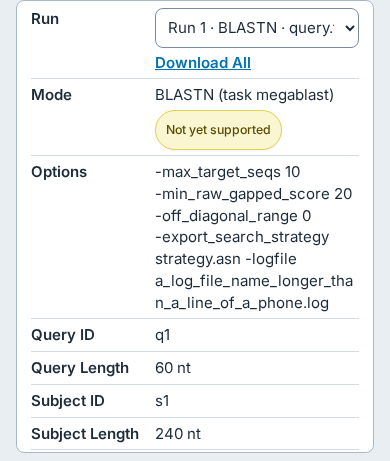 Run
Run 1 · BLASTN · query.
Download All
Mode
BLASTN (task megablast)
Not yet supported
Options
-max_target_seqs 10
-min_raw_gapped_score 20
-off_diagonal_range 0
-export_search_strategy
strategy.asn -logfile
a_log_file_name_longer_tha
n_a_line_of_a_phone.log
Query ID
q1
Query Length
60 nt
Subject ID
s1
Subject Length
240 nt